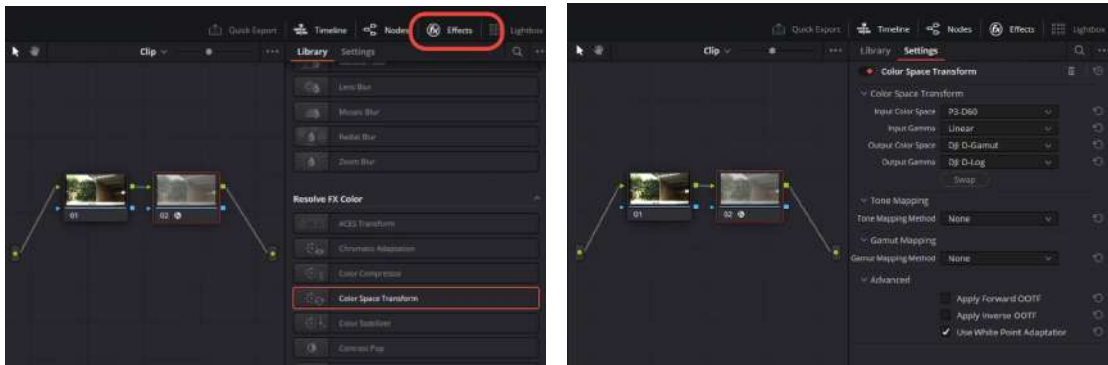 Quick Export Timeline Nodes Effects Lightbox
Clip Library Settings
Lens Blur
Mosaic Blur
Radial Blur
Zoom Blur
Resolve FX Color
ACES Transform
Chromatic Adaptation
Color Compressor
Color Space Transform
Color Stabilizer
Contrast Pop
01
02
Quick Export Timeline Nodes Effects Lightbox
Clip Library Settings
Color Space Transform
Color Space Transform
Input Color Space P3-D60
Input Gamma Linear
Output Color Space DJI D-Gamut
Output Gamma DJI D-Log
Swap
Tone Mapping
Tone Mapping Method None
Gamut Mapping
Gamut Mapping Method None
Advanced
Apply Forward OOTF
Apply Inverse OOTF
Use White Point Adaptation
01
02